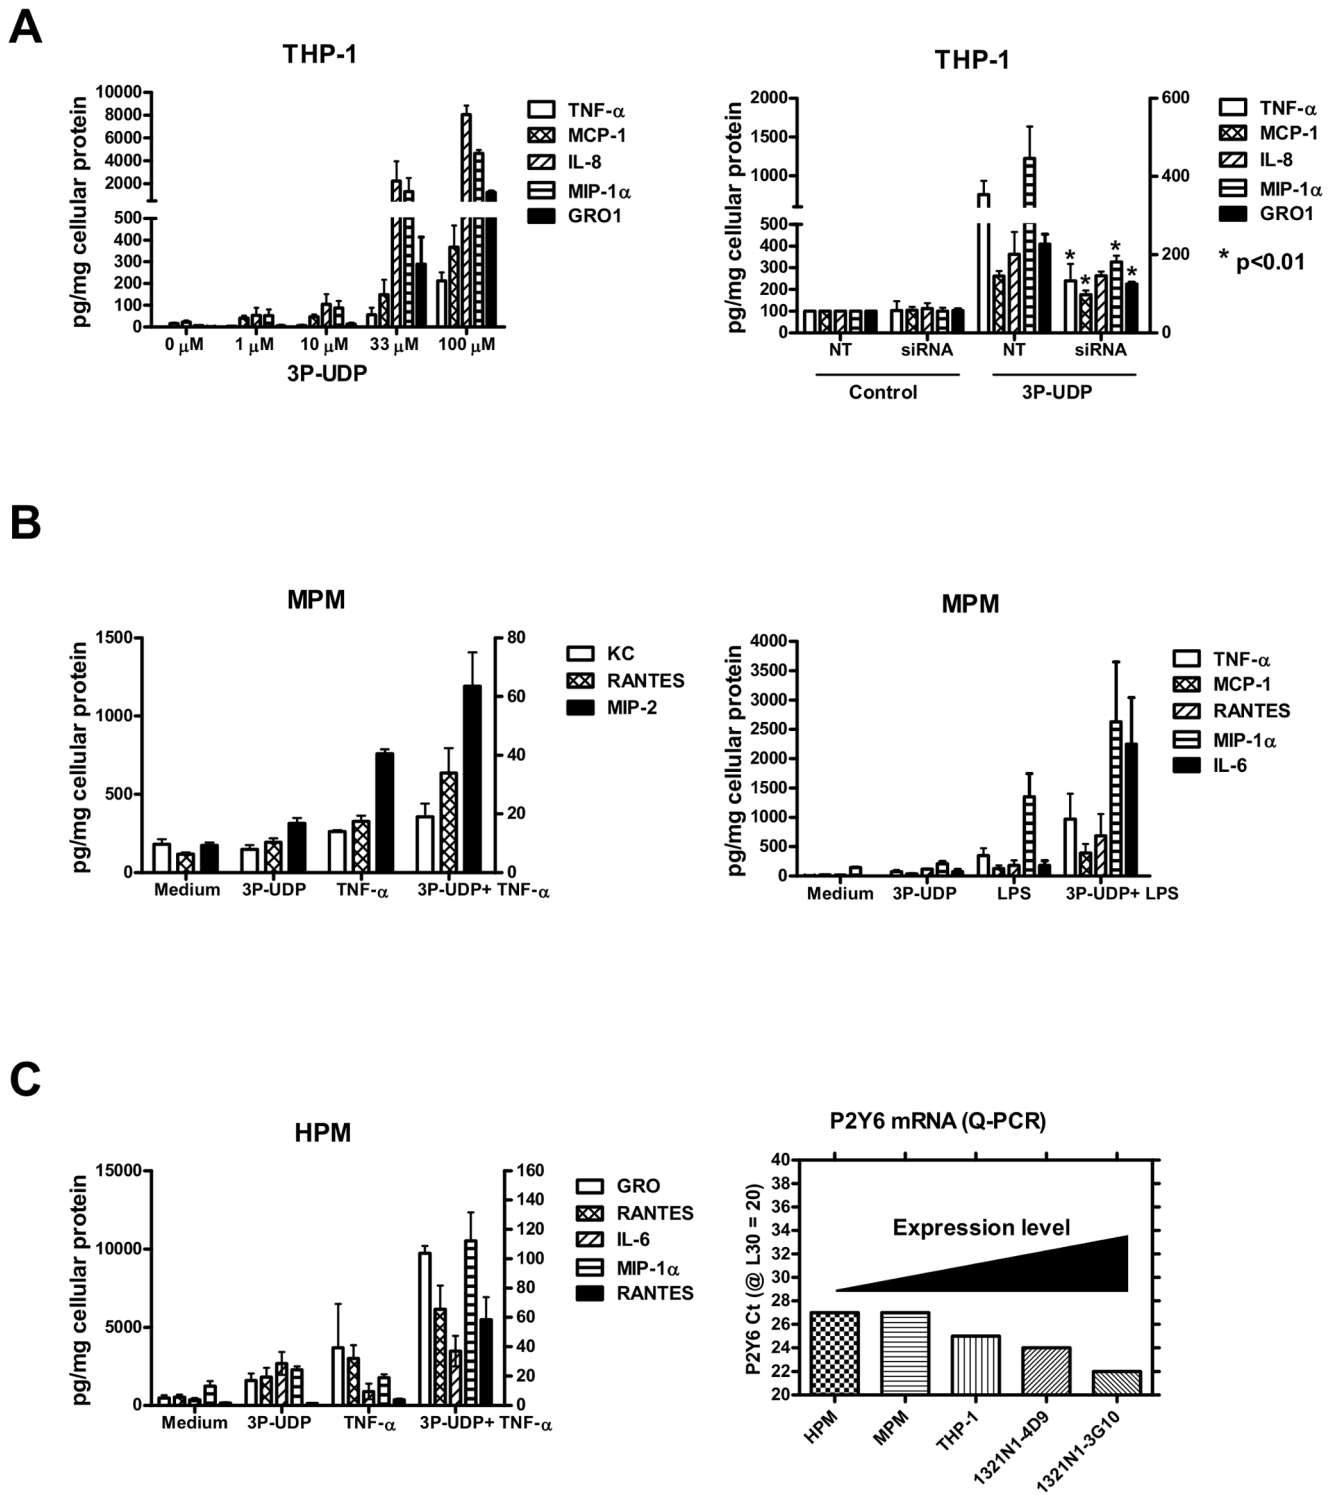 A
THP-1
pg/mg cellular protein
10000
8000
6000
4000
2000
500
400
300
200
100
0
0 μM 1 μM 10 μM 33 μM 100 μM
3P-UDP
TNF-α
MCP-1
IL-8
MIP-1α
GRO1
THP-1
pg/mg cellular protein
2000
1500
1000
500
400
300
200
100
0
600
400
200
0
* * * *
NT siRNA NT siRNA
Control 3P-UDP
TNF-α
MCP-1
IL-8
MIP-1α
GRO1
* p<0.01
B
MPM
pg/mg cellular protein
1500
1000
500
0
80
60
40
20
0
Medium 3P-UDP TNF-α 3P-UDP+ TNF-α
KC
RANTES
MIP-2
MPM
pg/mg cellular protein
4000
3500
3000
2500
2000
1500
1000
500
0
Medium 3P-UDP LPS 3P-UDP+ LPS
TNF-α
MCP-1
RANTES
MIP-1α
IL-6
C
HPM
pg/mg cellular protein
15000
10000
5000
0
160
140
120
100
80
60
40
20
0
Medium 3P-UDP TNF-α 3P-UDP+ TNF-α
GRO
RANTES
IL-6
MIP-1α
RANTES
P2Y6 mRNA (Q-PCR)
P2Y6 Ct (@ L30 = 20)
40
38
36
34
32
30
28
26
24
22
20
Expression level
HPM
MPM
THP-1
1321N1-4D9
1321N1-3G10